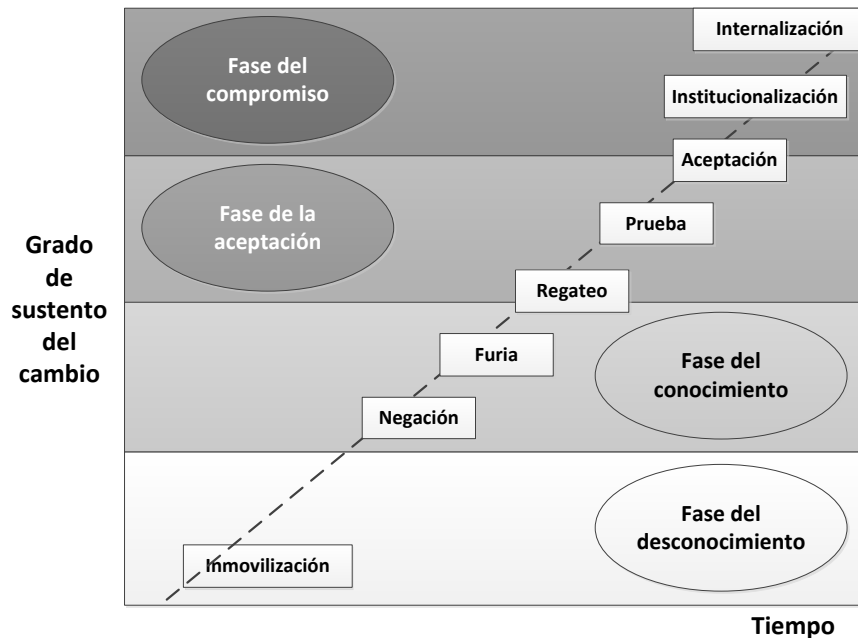 Internalización
Fase del
compromiso
Institucionalización
Aceptación
Fase de la
aceptación
Prueba
Grado
de
sustento
del
cambio
Regateo
Furia
Fase del
conocimiento
Negación
Fase del
desconocimiento
Inmovilización
Tiempo